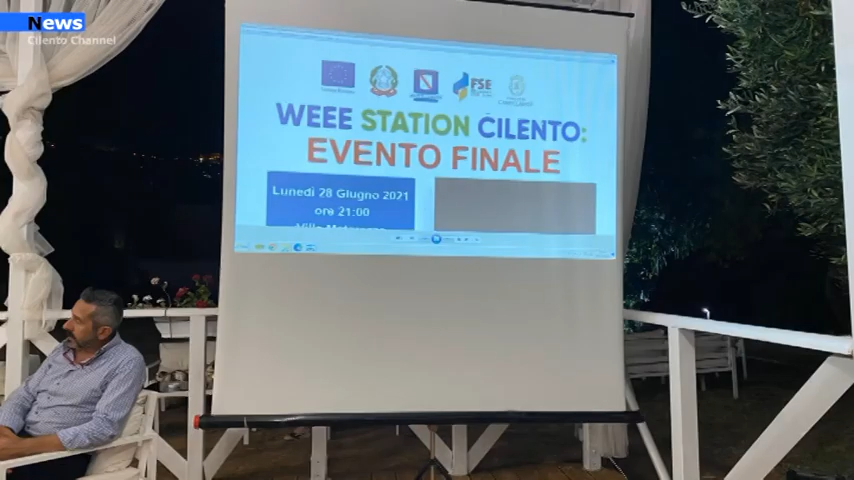 News
Cilento Channel
FSE
WEEE STATION CILENTO:
EVENTO FINALE
Lunedì 28 Giugno 2021
ore 21:00